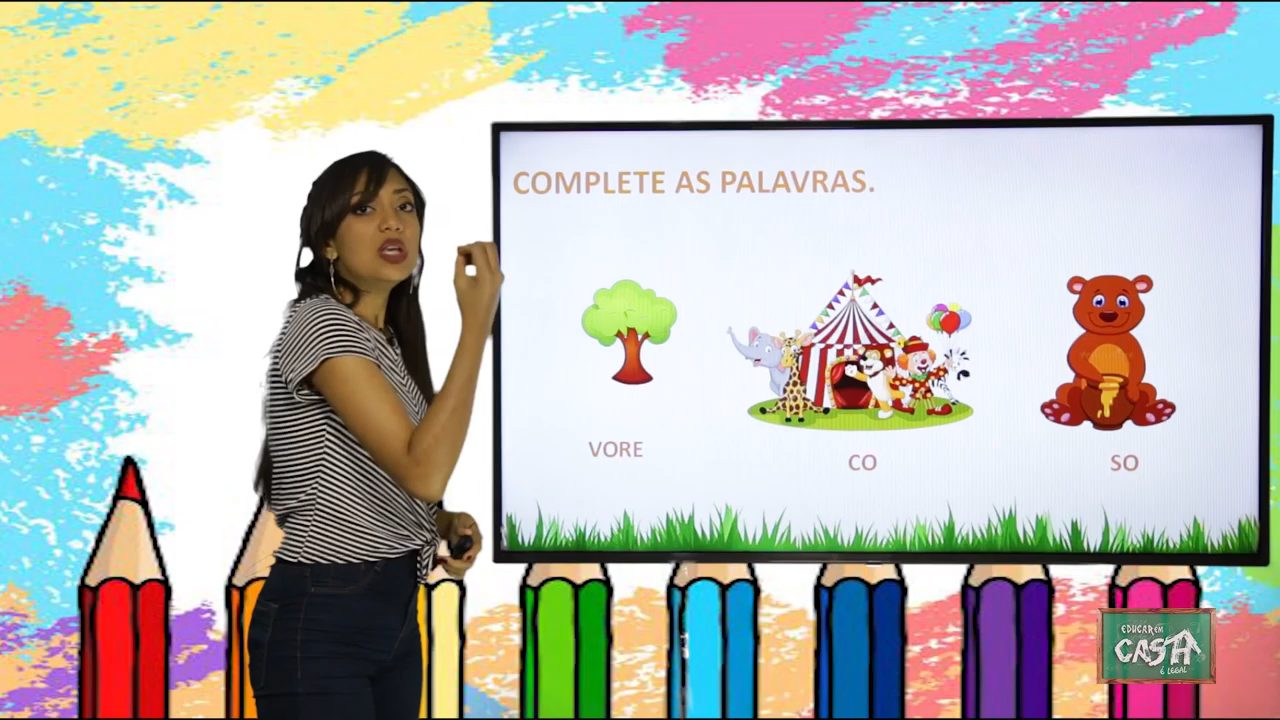 COMPLETE AS PALAVRAS.
VORE
CO
SO
EDUCAR EM
CASA
É LEGAL